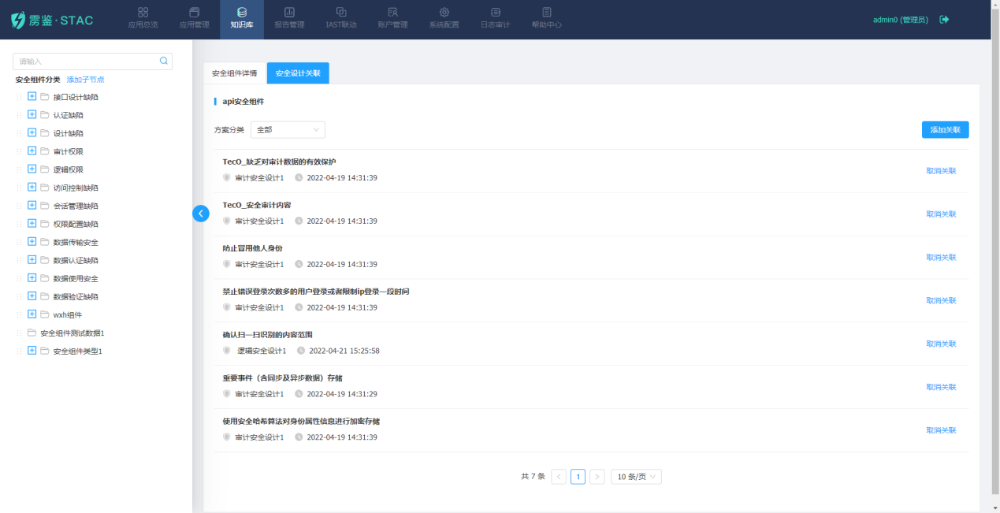 雳鉴·STAC
应用总览
应用管理
知识库
报告管理
IAST联动
账户管理
系统配置
日志审计
帮助中心
admin0 (管理员)
请输入
安全组件分类 添加子节点
接口设计缺陷
认证缺陷
设计缺陷
审计权限
逻辑权限
访问控制缺陷
会话管理缺陷
权限配置缺陷
数据传输安全
数据认证缺陷
数据使用安全
数据验证缺陷
wxh组件
安全组件测试数据1
安全组件类型1
安全组件详情
安全设计关联
api安全组件
方案分类 全部
添加关联
TecO_缺乏对审计数据的有效保护
审计安全设计1 2022-04-19 14:31:39
取消关联
TecO_安全审计内容
审计安全设计1 2022-04-19 14:31:39
取消关联
防止冒用他人身份
审计安全设计1 2022-04-19 14:31:39
取消关联
禁止错误登录次数多的用户登录或者限制ip登录一段时间
审计安全设计1 2022-04-19 14:31:39
取消关联
确认扫一扫识别的内容范围
逻辑安全设计1 2022-04-21 15:25:58
取消关联
重要事件（含同步及异步数据）存储
审计安全设计1 2022-04-19 14:31:29
取消关联
使用安全哈希算法对身份属性信息进行加密存储
审计安全设计1 2022-04-19 14:31:39
取消关联
共 7 条 < 1 > 10 条/页